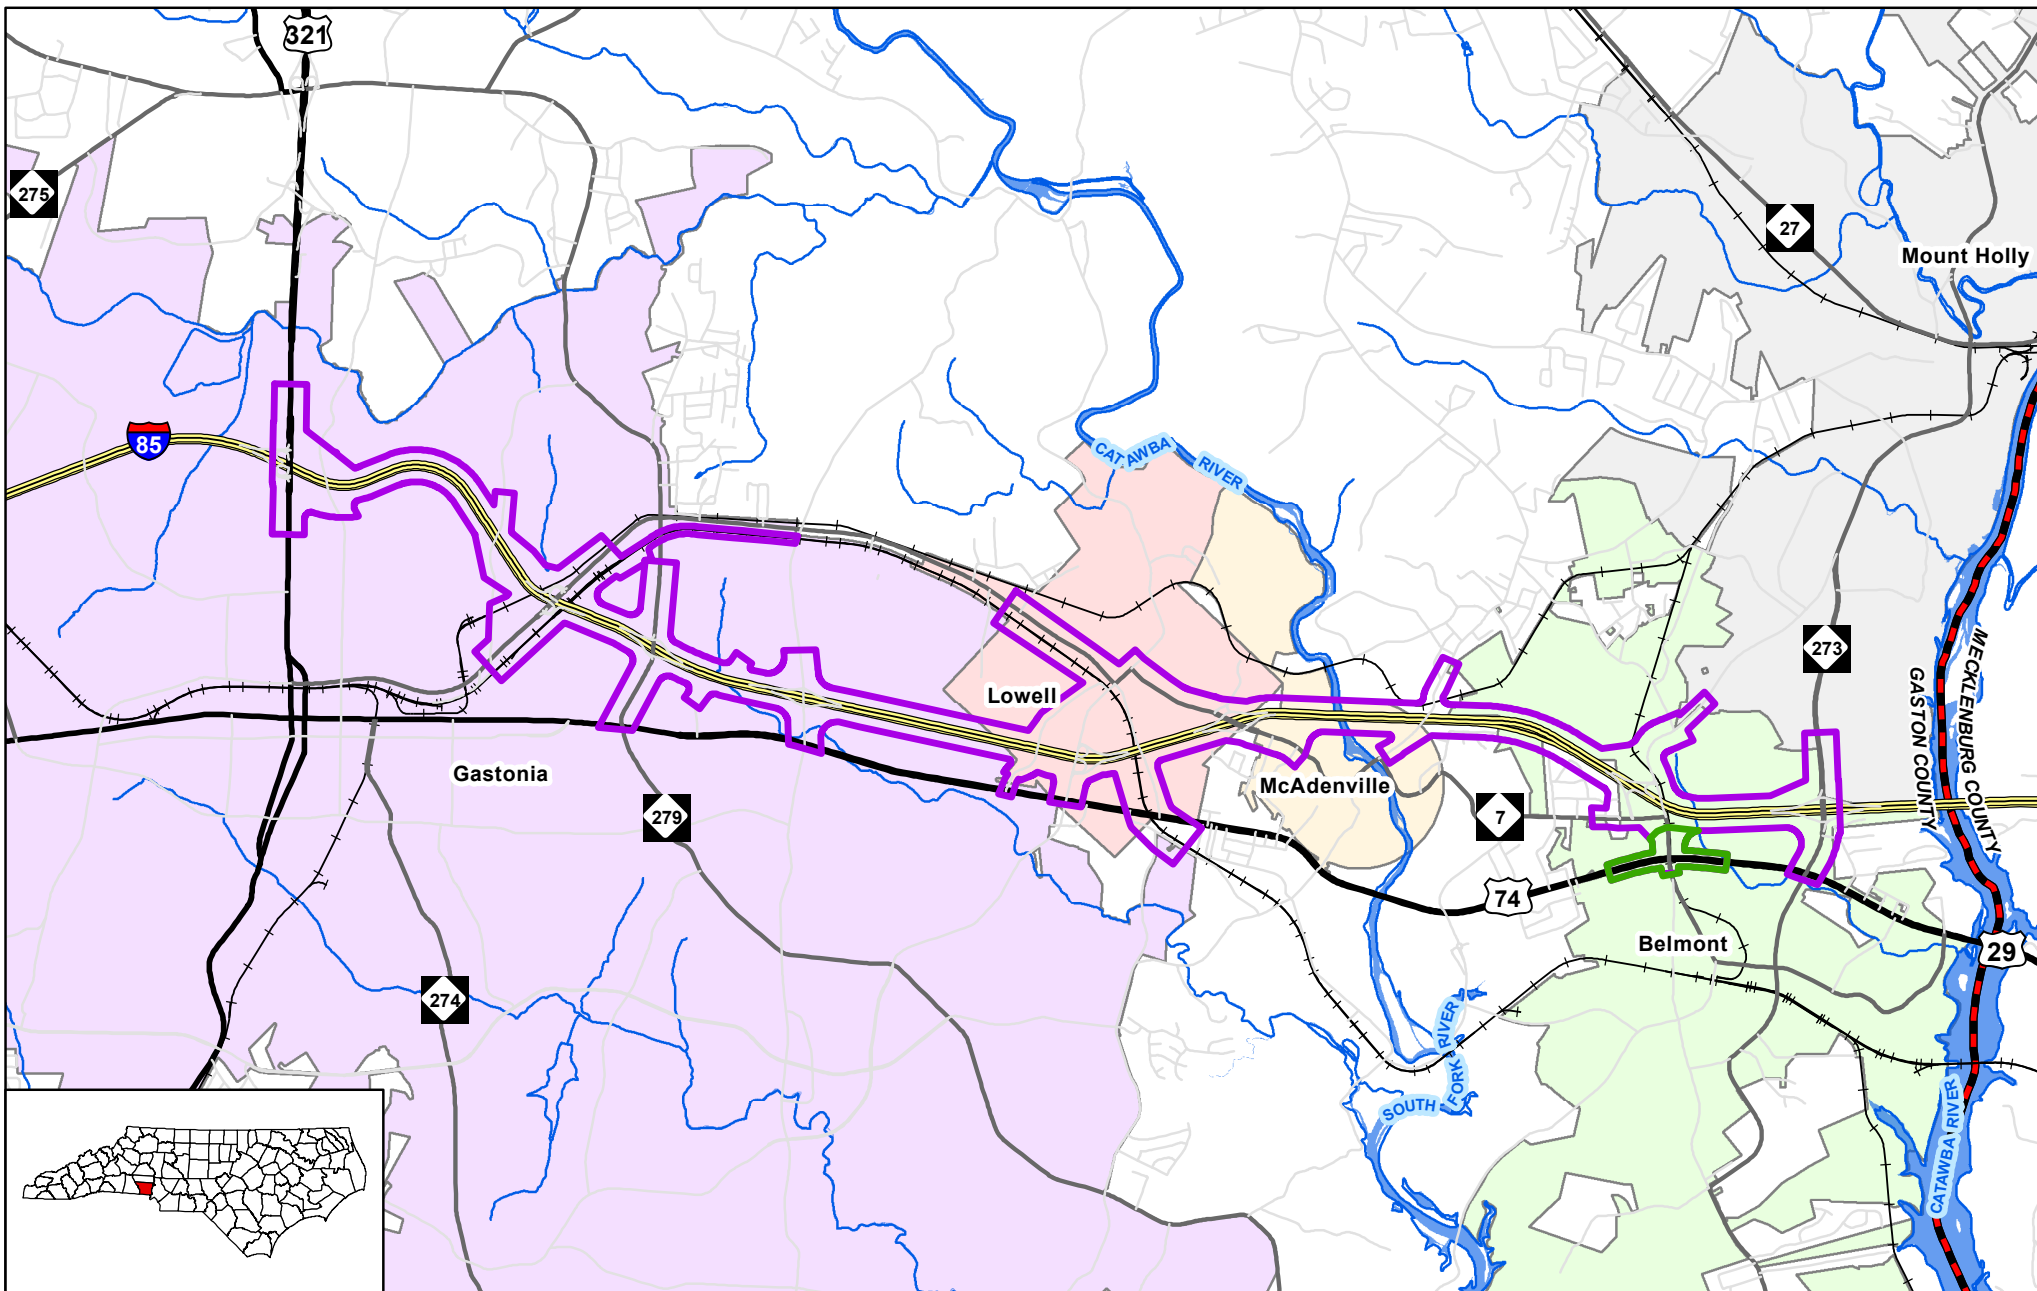 321
275
27
Mount Holly
85
CATAWBA
RIVER
273
MECKLENBURG COUNTY
GASTON COUNTY
Lowell
Gastonia
McAdenville
279
7
74
Belmont
29
274
RIVER
FORK
SOUTH
CATAWBA RIVER